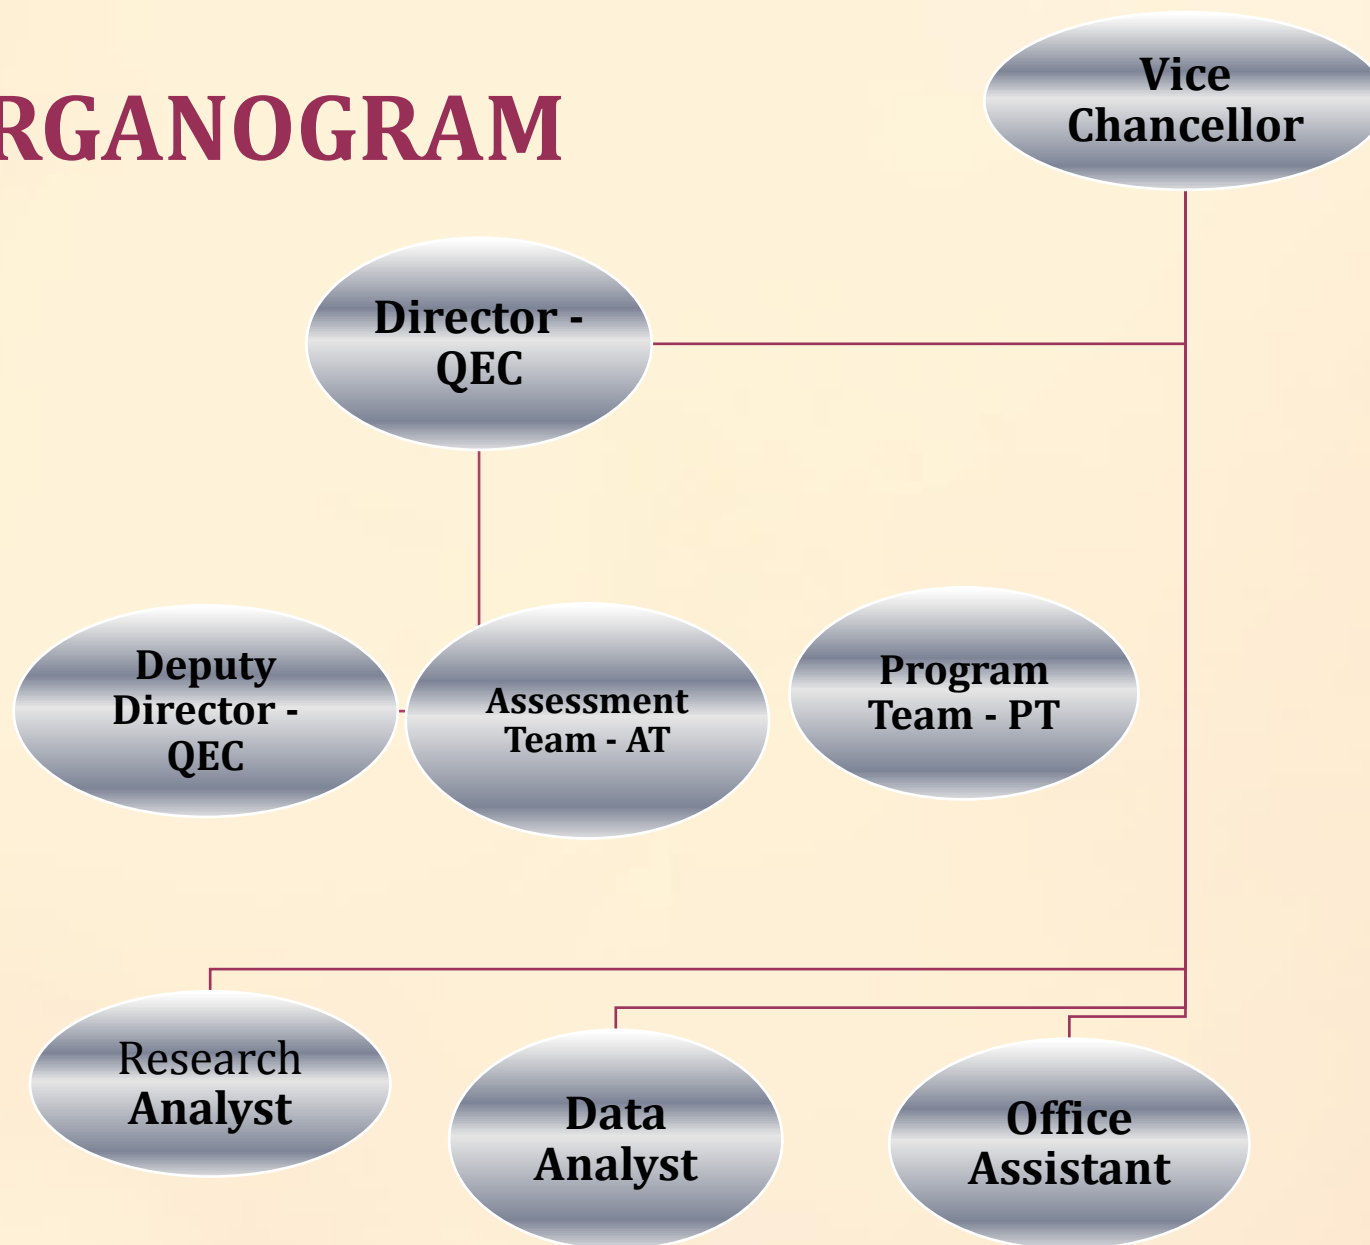 RGANOGRAM
Vice
Chancellor
Director -
QEC
Deputy
Director -
QEC
Assessment
Team - AT
Program
Team - PT
Research
Analyst
Data
Analyst
Office
Assistant